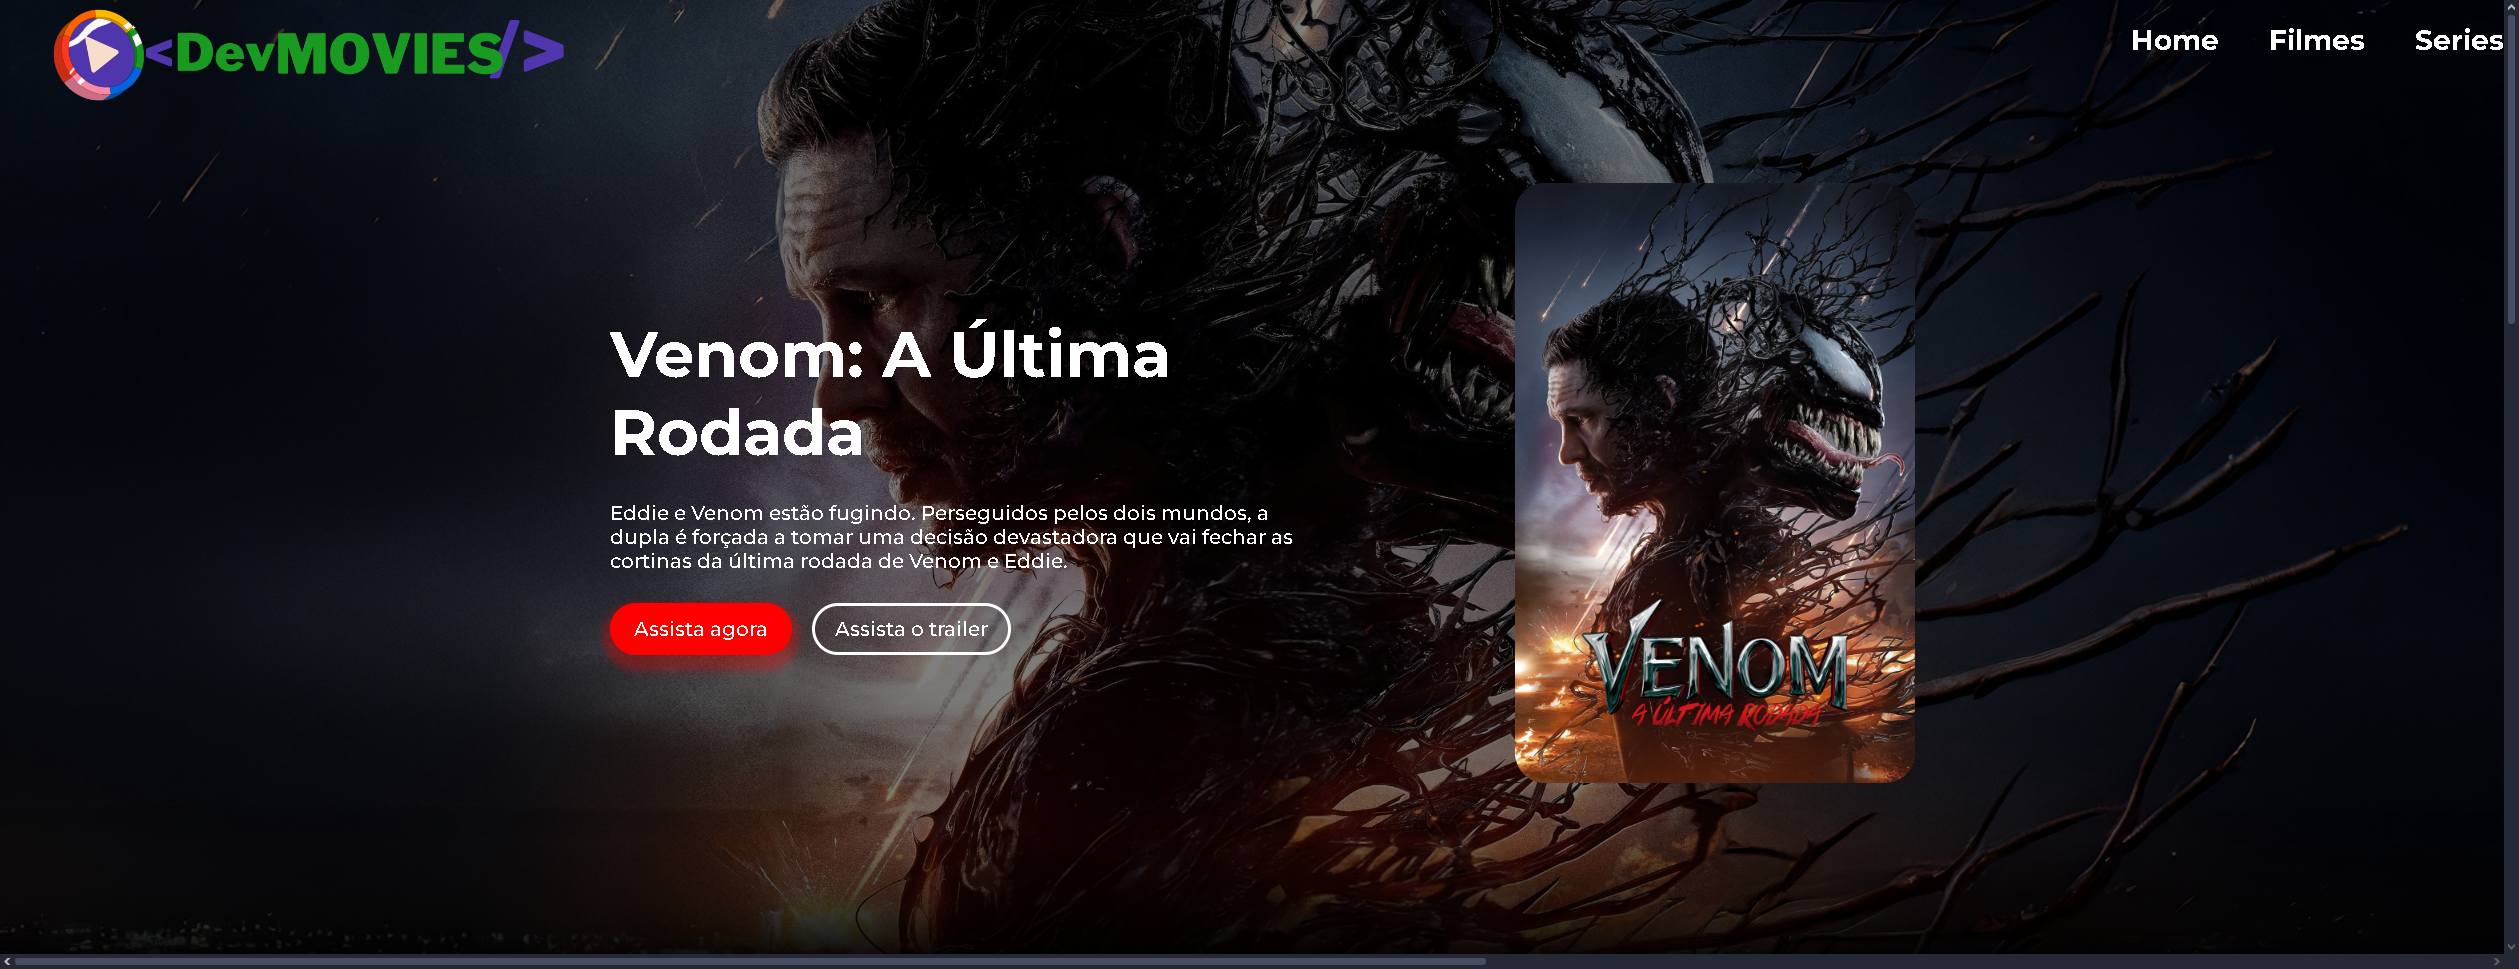 <DevMOVIES/>
Home Filmes Series
Venom: A Última
Rodada
Eddie e Venom estão fugindo. Perseguidos pelos dois mundos, a
dupla é forçada a tomar uma decisão devastadora que vai fechar as
cortinas da última rodada de Venom e Eddie.
Assista agora
Assista o trailer
VENOM
A ÚLTIMA RODADA